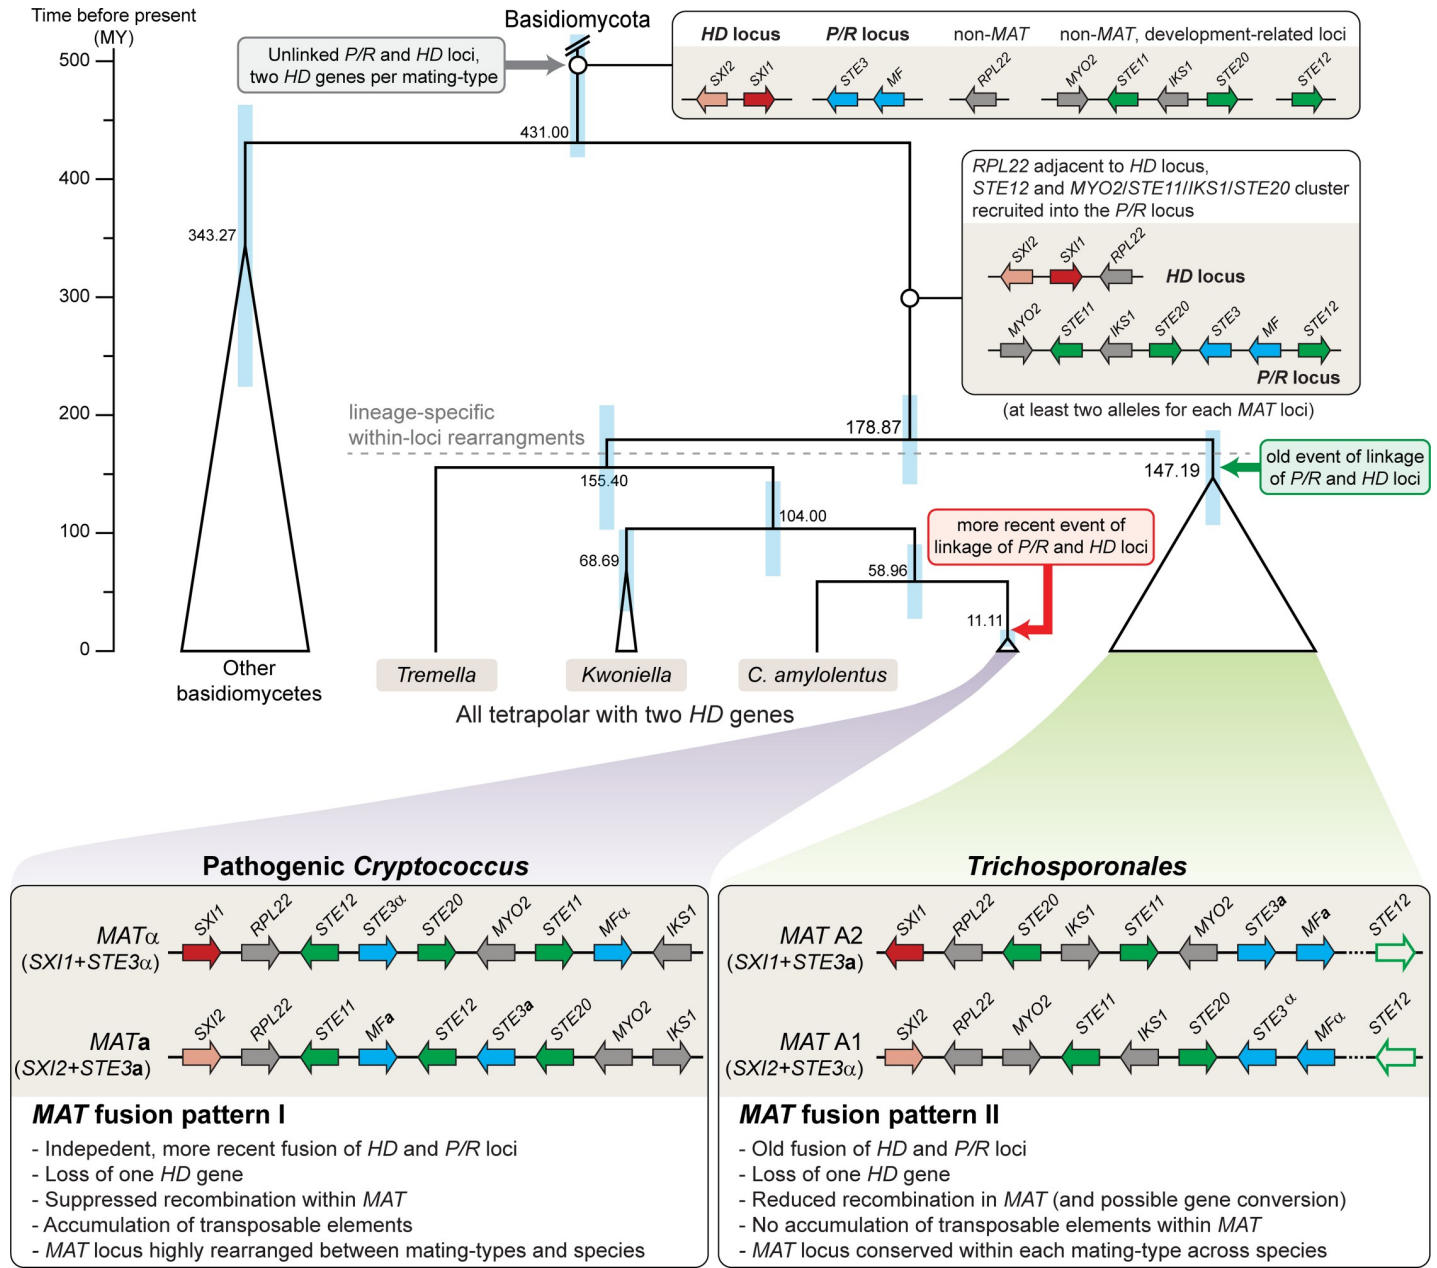 Time before present
(MY)
Basidiomycota
500
400
300
200
100
0
Unlinked P/R and HD loci,
two HD genes per mating-type
HD locus
P/R locus
non-MAT
non-MAT, development-related loci
SXI2 SXI1 STE3 MF RPL22 MYO2 STE11 IKS1 STE20 STE12
431.00
RPL22 adjacent to HD locus,
STE12 and MYO2/STE11/IKS1/STE20 cluster
recruited into the P/R locus
SXI2 SXI1 RPL22
HD locus
MYO2 STE11 IKS1 STE20 STE3 MF STE12
P/R locus
(at least two alleles for each MAT loci)
343.27
lineage-specific
within-loci rearrangments
178.87
155.40
147.19
old event of linkage
of P/R and HD loci
104.00
more recent event of
linkage of P/R and HD loci
68.69
58.96
11.11
Other
basidiomycetes
Tremella
Kwoniella
C. amylolentus
All tetrapolar with two HD genes
Pathogenic Cryptococcus
SXI1 RPL22 STE12 STE3α STE20 MYO2 STE11 MFα IKS1
MATα
(SXI1+STE3α)
SXI2 RPL22 STE11 MFa STE12 STE3a STE20 MYO2 IKS1
MATa
(SXI2+STE3a)
MAT fusion pattern I
- Indepedent, more recent fusion of HD and P/R loci
- Loss of one HD gene
- Suppressed recombination within MAT
- Accumulation of transposable elements
- MAT locus highly rearranged between mating-types and species
Trichosporonales
SXI1 RPL22 STE20 IKS1 STE11 MYO2 STE3a MFa STE12
MAT A2
(SXI1+STE3a)
SXI2 RPL22 MYO2 STE11 IKS1 STE20 STE3 α MFα STE12
MAT A1
(SXI2+STE3α)
MAT fusion pattern II
- Old fusion of HD and P/R loci
- Loss of one HD gene
- Reduced recombination in MAT (and possible gene conversion)
- No accumulation of transposable elements within MAT
- MAT locus conserved within each mating-type across species